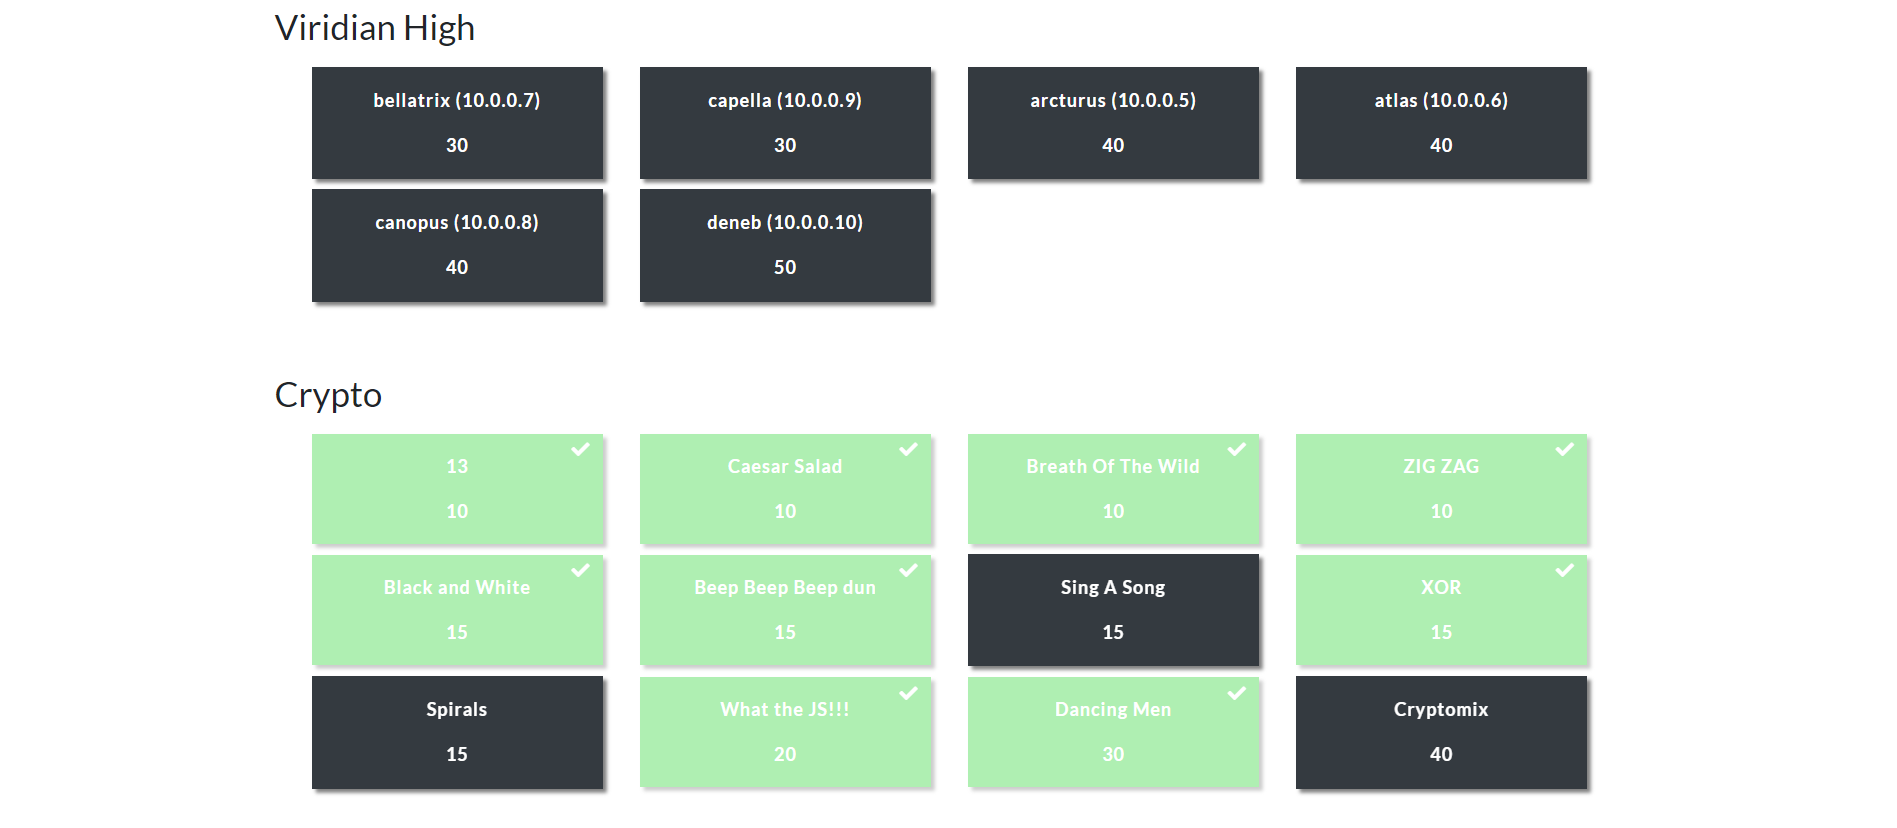 Viridian High
bellatrix (10.0.0.7)
30
capella (10.0.0.9)
30
arcturus (10.0.0.5)
40
atlas (10.0.0.6)
40
canopus (10.0.0.8)
40
deneb (10.0.0.10)
50
Crypto
13
10
Caesar Salad
10
Breath Of The Wild
10
ZIG ZAG
10
Black and White
15
Beep Beep Beep dun
15
Sing A Song
15
XOR
15
Spirals
15
What the JS!!!
20
Dancing Men
30
Cryptomix
40